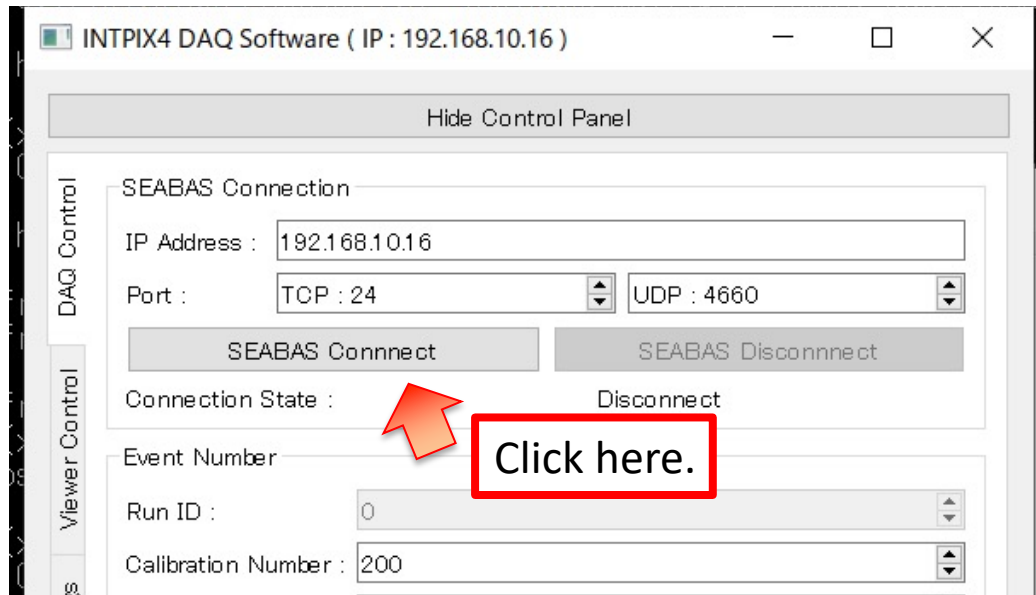 INTPIX4 DAQ Software ( IP : 192.168.10.16 )
Hide Control Panel
DAQ Control
SEABAS Connection
IP Address : 192.168.10.16
Port : TCP : 24 UDP : 4660
SEABAS Connnect SEABAS Disconnnect
Connection State : Disconnect
Click here.
Viewer Control
Event Number
Run ID : 0
Calibration Number : 200